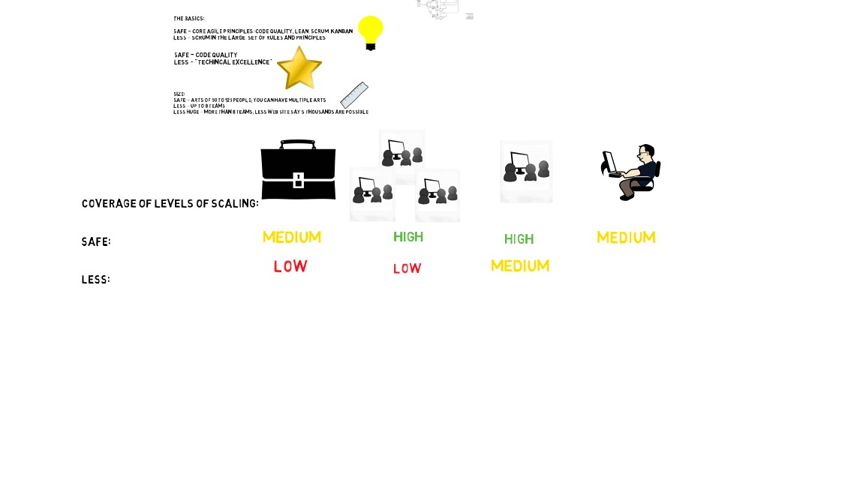 THE BASICS:
SAFE – CORE AGILE PRINCIPLES: CODE QUALITY, LEAN, SCRUM, KANBAN
LESS – SCRUM IN THE LARGE. SET OF RULES AND PRINCIPLES
SAFE – CODE QUALITY
LESS – "TECHINCAL EXCELLENCE"
SIZE:
SAFE – ARTS OF 50 TO 125 PEOPLE, YOU CAN HAVE MULTIPLE ARTS
LESS – UP TO 8 TEAMS
LESS HUGE – MORE THAN 8 TEAMS, LESS WEB SITE SAYS THOUSANDS ARE POSSIBLE
COVERAGE OF LEVELS OF SCALING:
SAFE: MEDIUM HIGH HIGH MEDIUM
LESS: LOW LOW MEDIUM